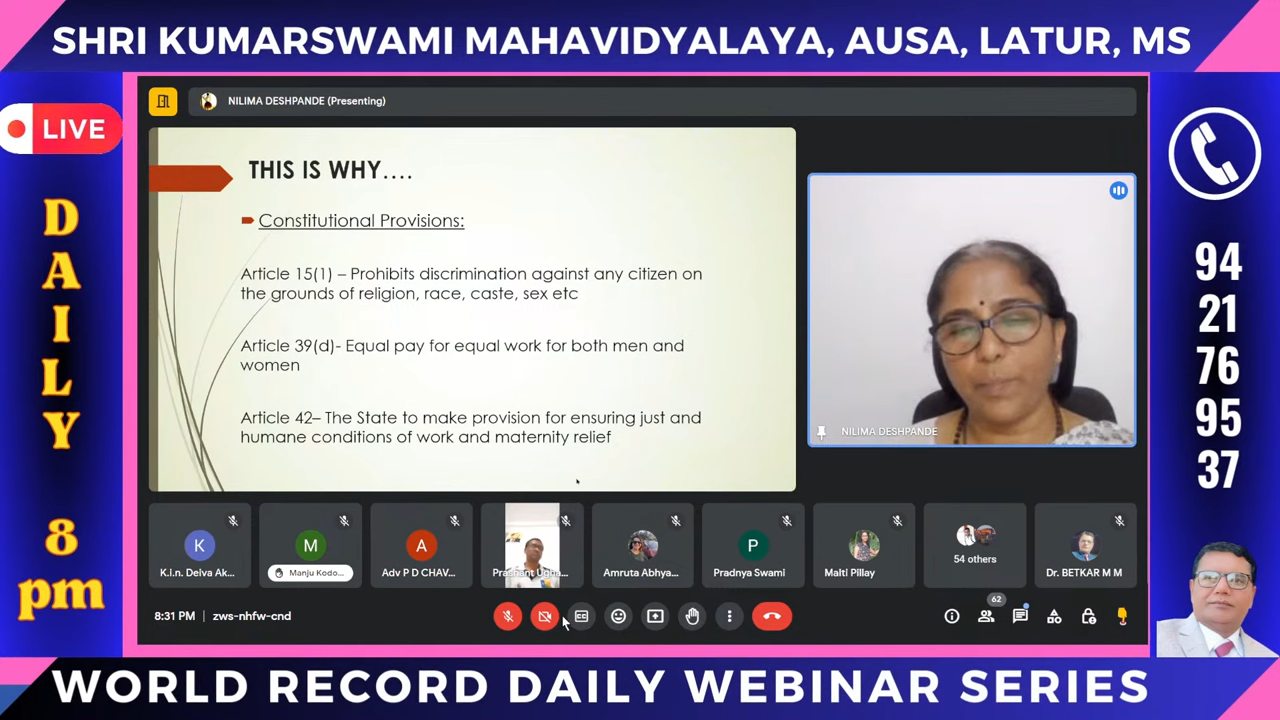 SHRI KUMARSWAMI MAHAVIDYALAYA, AUSA, LATUR, MS
LIVE
DAILY
8
pm
NILIMA DESHPANDE (Presenting)
THIS IS WHY....
Constitutional Provisions:
Article 15(1) – Prohibits discrimination against any citizen on
the grounds of religion, race, caste, sex etc
Article 39(d)- Equal pay for equal work for both men and
women
Article 42– The State to make provision for ensuring just and
humane conditions of work and maternity relief
NILIMA DESHPANDE
94
21
76
95
37
K
M
A
P
K.i.n. Deiva Ak...
Manju Kodo...
Adv P D CHAV...
Prashant Ugha...
Amruta Abhya...
Pradnya Swami
Malti Pillay
54 others
Dr. BETKAR M M
8:31 PM | zws-nhfw-cnd
CC
62
WORLD RECORD DAILY WEBINAR SERIES